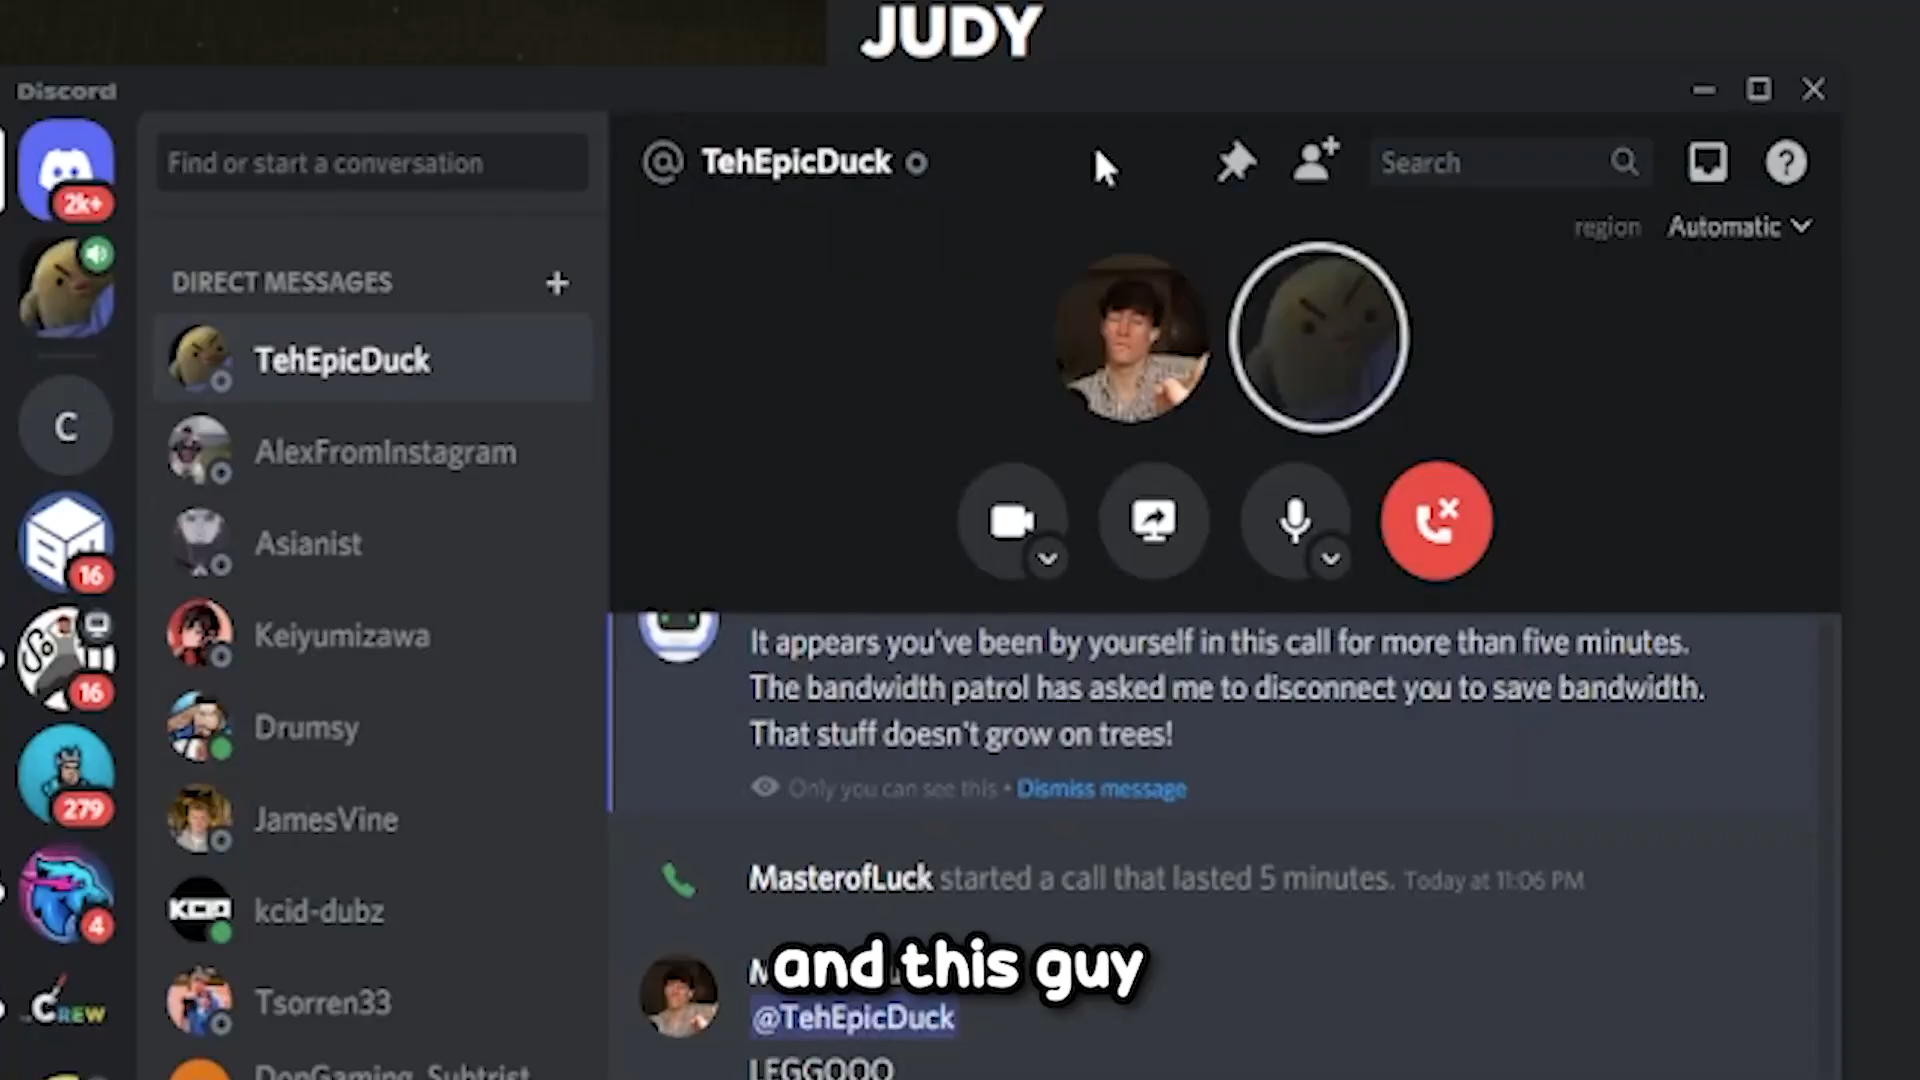 JUDY
Discord
Find or start a conversation
TehEpicDuck
Search
region Automatic
2k+
DIRECT MESSAGES
TehEpicDuck
C
AlexFromInstagram
Asianist
16
Keiyumizawa
It appears you've been by yourself in this call for more than five minutes.
The bandwidth patrol has asked me to disconnect you to save bandwidth.
That stuff doesn't grow on trees!
16
Drumsy
Only you can see this • Dismiss message
279
JamesVine
MasterofLuck started a call that lasted 5 minutes. Today at 11:06 PM
4
KCID
kcid-dubz
and this guy
CREW
Tsorren33
@TehEpicDuck
LEGGOOO
DonGaming Subtrist